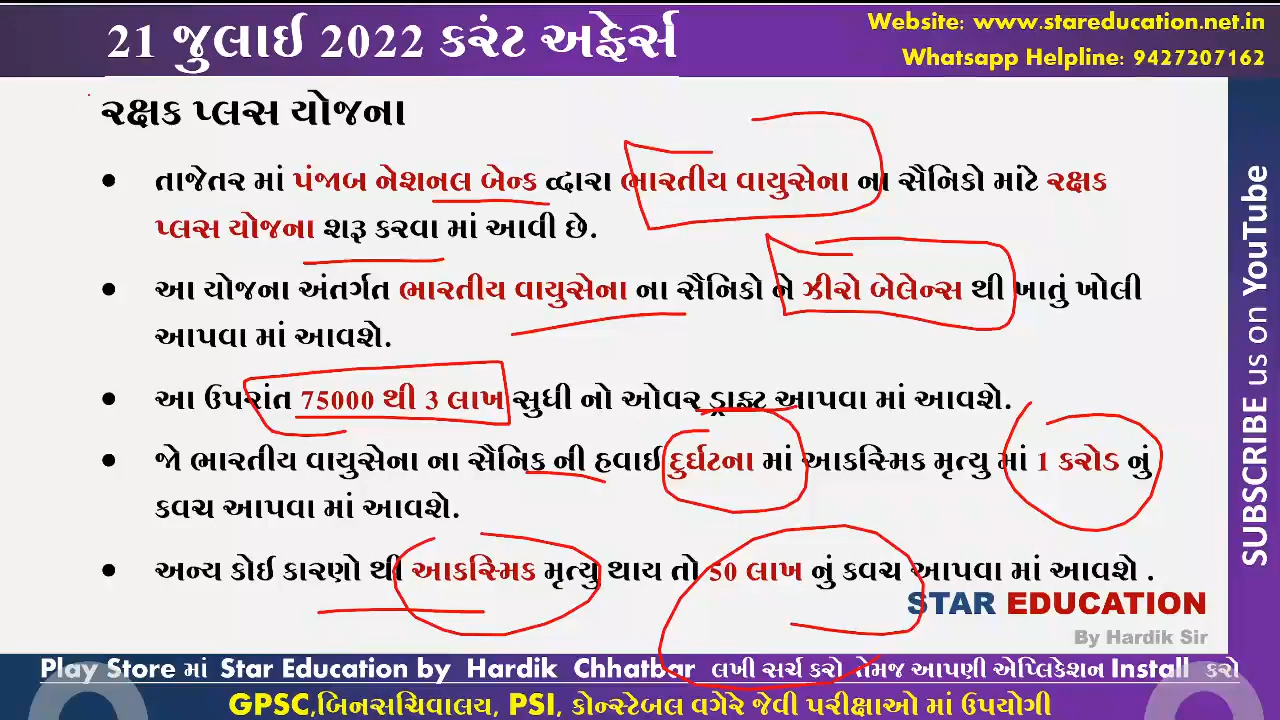 21 જુલાઈ 2022 કરંટ અફેર્સ
Website: www.stareducation.net.in
Whatsapp Helpline: 9427207162
રક્ષક પ્લસ યોજના
• તાજેતર માં પંજાબ નેશનલ બેન્ક દ્વારા ભારતીય વાયુસેના ના સૈનિકો માંટે રક્ષક
પ્લસ યોજના શરૂ કરવા માં આવી છે.
• આ યોજના અંતર્ગત ભારતીય વાયુસેના ના સૈનિકો ને ઝીરો બેલેન્સ થી ખાતું ખોલી
આપવા માં આવશે.
• આ ઉપરાંત 75000 થી 3 લાખ સુધી નો ઓવર ડ્રાફ્ટ આપવા માં આવશે.
• જો ભારતીય વાયુસેના ના સૈનિક ની હવાઈ દુર્ઘટના માં આકસ્મિક મૃત્યુ માં 1 કરોડ નું
કવચ આપવા માં આવશે.
• અન્ય કોઈ કારણો થી આકસ્મિક મૃત્યુ થાય તો 50 લાખ નું કવચ આપવા માં આવશે .
STAR EDUCATION
By Hardik Sir
SUBSCRIBE us on YouTube
Play Store માં Star Education by Hardik Chhatbar લખી સર્ચ કરો તેમજ આપણી એપ્લિકેશન Install કરો
GPSC,બિનસચિવાલય, PSI, કોન્સ્ટેબલ વગેરે જેવી પરીક્ષાઓ માં ઉપયોગી